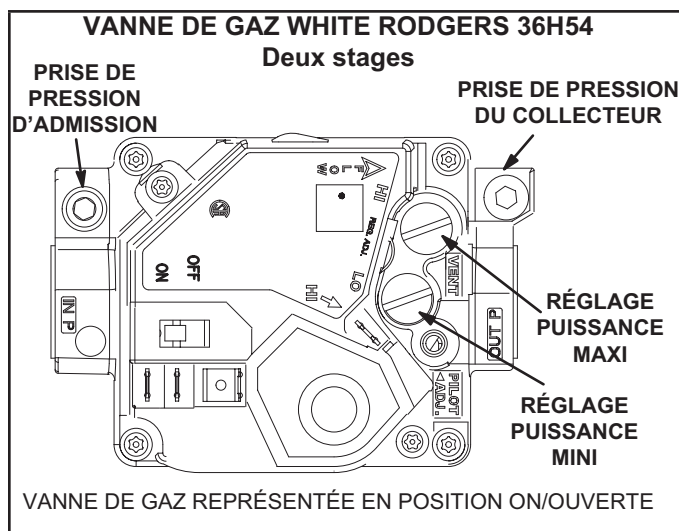 VANNE DE GAZ WHITE RODGERS 36H54
Deux stages
PRISE DE
PRESSION
D'ADMISSION
PRISE DE PRESSION
DU COLLECTEUR
FLOW
HI
REG. ADJ.
LO
HI
OFF
ON
VENT
IN P
OUT P
PILOT
ADJ.
RÉGLAGE
PUISSANCE
MAXI
RÉGLAGE
PUISSANCE
MINI
VANNE DE GAZ REPRÉSENTÉE EN POSITION ON/OUVERTE